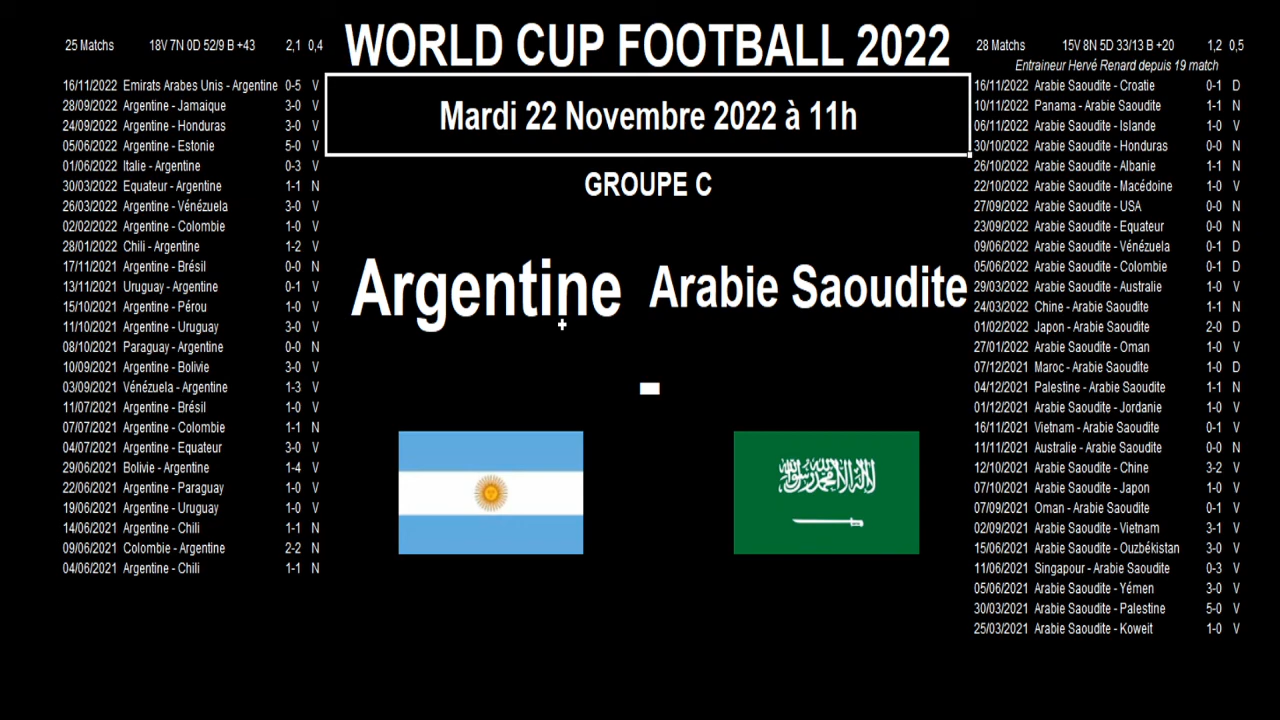 25 Matchs 18V 7N 0D 52/9 B +43 2,1 0,4
16/11/2022 Emirats Arabes Unis - Argentine 0-5 V
28/09/2022 Argentine - Jamaique 3-0 V
24/09/2022 Argentine - Honduras 3-0 V
05/06/2022 Argentine - Estonie 5-0 V
01/06/2022 Italie - Argentine 0-3 V
30/03/2022 Equateur - Argentine 1-1 N
26/03/2022 Argentine - Vénézuela 3-0 V
02/02/2022 Argentine - Colombie 1-0 V
28/01/2022 Chili - Argentine 1-2 V
17/11/2021 Argentine - Brésil 0-0 N
13/11/2021 Uruguay - Argentine 0-1 V
15/10/2021 Argentine - Pérou 1-0 V
11/10/2021 Argentine - Uruguay 3-0 V
08/10/2021 Paraguay - Argentine 0-0 N
10/09/2021 Argentine - Bolivie 3-0 V
03/09/2021 Vénézuela - Argentine 1-3 V
11/07/2021 Argentine - Brésil 1-0 V
07/07/2021 Argentine - Colombie 1-1 N
04/07/2021 Argentine - Equateur 3-0 V
29/06/2021 Bolivie - Argentine 1-4 V
22/06/2021 Argentine - Paraguay 1-0 V
19/06/2021 Argentine - Uruguay 1-0 V
14/06/2021 Argentine - Chili 1-1 N
09/06/2021 Colombie - Argentine 2-2 N
04/06/2021 Argentine - Chili 1-1 N
WORLD CUP FOOTBALL 2022
Mardi 22 Novembre 2022 à 11h
GROUPE C
Argentine Arabie Saoudite
-
لا إله إلا الله محمد رسول الله
28 Matchs 15V 8N 5D 33/13 B +20 1,2 0,5
Entraineur Hervé Renard depuis 19 match
16/11/2022 Arabie Saoudite - Croatie 0-1 D
10/11/2022 Panama - Arabie Saoudite 1-1 N
06/11/2022 Arabie Saoudite - Islande 1-0 V
30/10/2022 Arabie Saoudite - Honduras 0-0 N
26/10/2022 Arabie Saoudite - Albanie 1-1 N
22/10/2022 Arabie Saoudite - Macédoine 1-0 V
27/09/2022 Arabie Saoudite - USA 0-0 N
23/09/2022 Arabie Saoudite - Equateur 0-0 N
09/06/2022 Arabie Saoudite - Vénézuela 0-1 D
05/06/2022 Arabie Saoudite - Colombie 0-1 D
29/03/2022 Arabie Saoudite - Australie 1-0 V
24/03/2022 Chine - Arabie Saoudite 1-1 N
01/02/2022 Japon - Arabie Saoudite 2-0 D
27/01/2022 Arabie Saoudite - Oman 1-0 V
07/12/2021 Maroc - Arabie Saoudite 1-0 D
04/12/2021 Palestine - Arabie Saoudite 1-1 N
01/12/2021 Arabie Saoudite - Jordanie 1-0 V
16/11/2021 Vietnam - Arabie Saoudite 0-1 V
11/11/2021 Australie - Arabie Saoudite 0-0 N
12/10/2021 Arabie Saoudite - Chine 3-2 V
07/10/2021 Arabie Saoudite - Japon 1-0 V
07/09/2021 Oman - Arabie Saoudite 0-1 V
02/09/2021 Arabie Saoudite - Vietnam 3-1 V
15/06/2021 Arabie Saoudite - Ouzbékistan 3-0 V
11/06/2021 Singapour - Arabie Saoudite 0-3 V
05/06/2021 Arabie Saoudite - Yémen 3-0 V
30/03/2021 Arabie Saoudite - Palestine 5-0 V
25/03/2021 Arabie Saoudite - Koweit 1-0 V